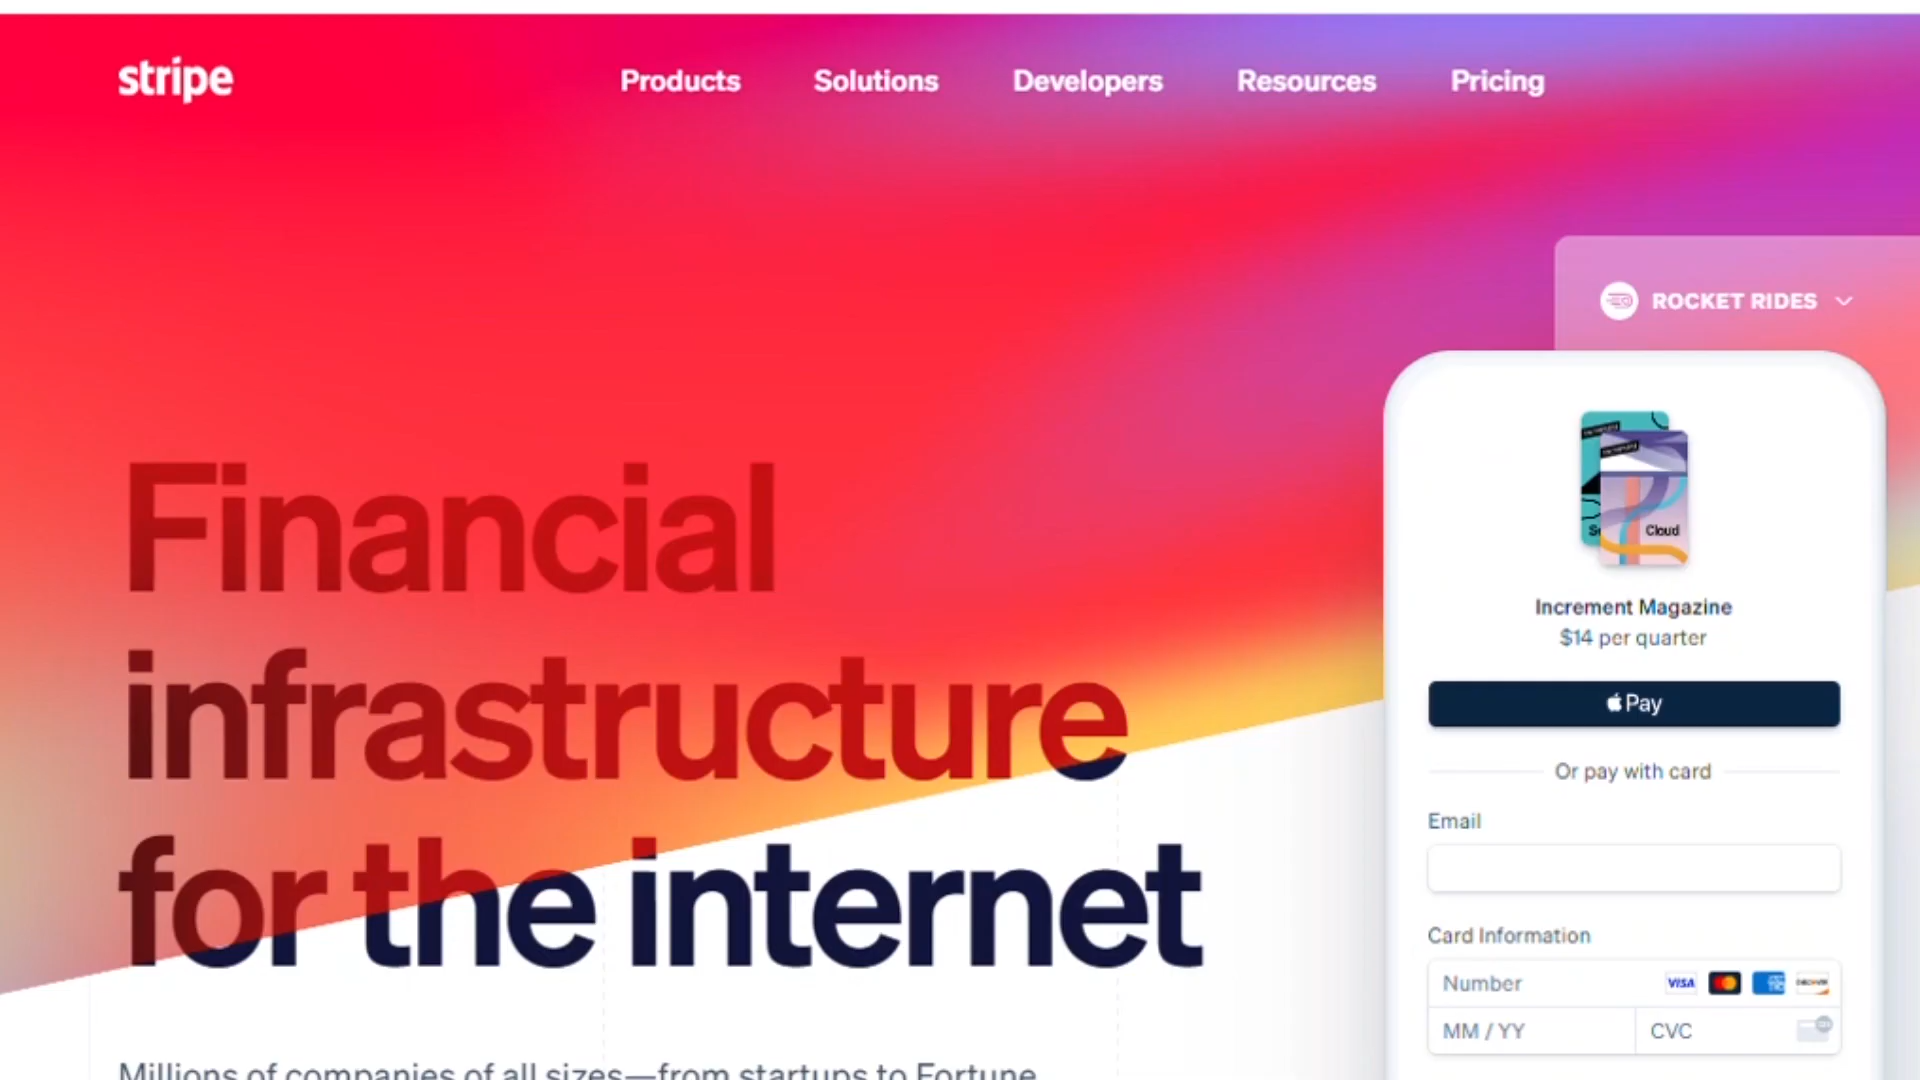 stripe
Products Solutions Developers Resources Pricing
ROCKET RIDES
Financial
infrastructure
for the internet
Millions of companies of all sizes—from startups to Fortune
Cloud
Increment Magazine
$14 per quarter
Pay
Or pay with card
Email
Card Information
Number VISA
MM / YY CVC